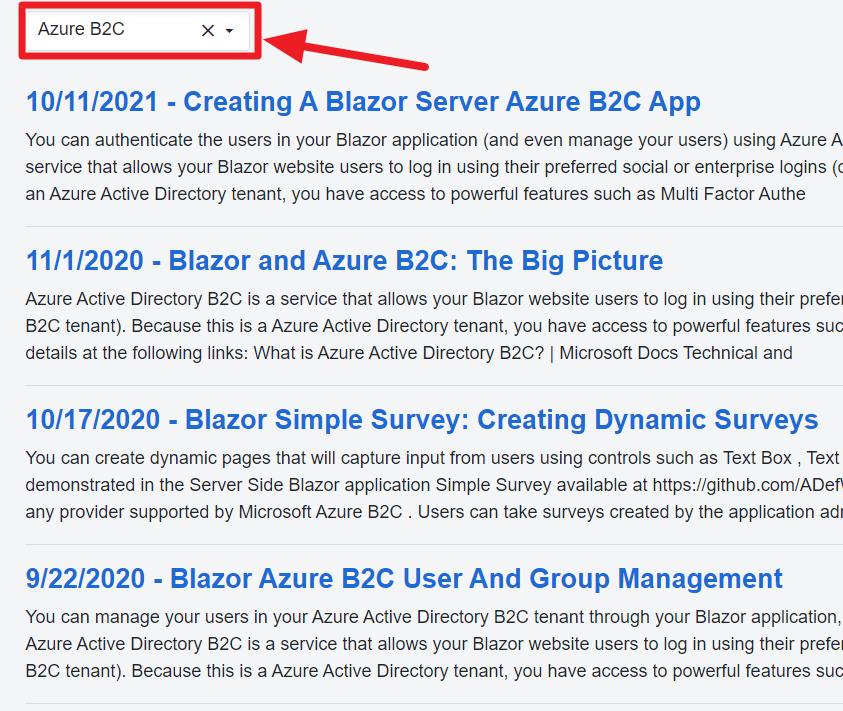 Azure B2C
10/11/2021 - Creating A Blazor Server Azure B2C App
You can authenticate the users in your Blazor application (and even manage your users) using Azure A
service that allows your Blazor website users to log in using their preferred social or enterprise logins (
an Azure Active Directory tenant, you have access to powerful features such as Multi Factor Authe
11/1/2020 - Blazor and Azure B2C: The Big Picture
Azure Active Directory B2C is a service that allows your Blazor website users to log in using their prefe
B2C tenant). Because this is a Azure Active Directory tenant, you have access to powerful features suc
details at the following links: What is Azure Active Directory B2C? | Microsoft Docs Technical and
10/17/2020 - Blazor Simple Survey: Creating Dynamic Surveys
You can create dynamic pages that will capture input from users using controls such as Text Box , Text
demonstrated in the Server Side Blazor application Simple Survey available at https://github.com/ADef
any provider supported by Microsoft Azure B2C . Users can take surveys created by the application ad
9/22/2020 - Blazor Azure B2C User And Group Management
You can manage your users in your Azure Active Directory B2C tenant through your Blazor application,
Azure Active Directory B2C is a service that allows your Blazor website users to log in using their prefe
B2C tenant). Because this is a Azure Active Directory tenant, you have access to powerful features suc